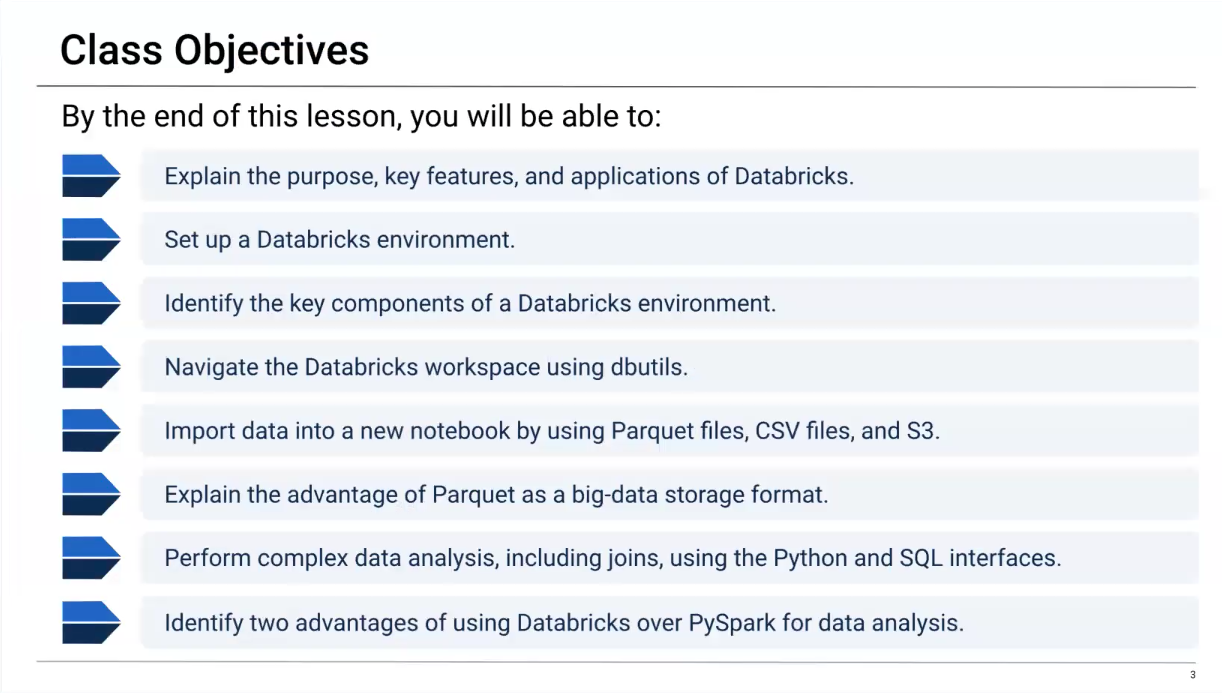 Class Objectives
By the end of this lesson, you will be able to:
Explain the purpose, key features, and applications of Databricks.
Set up a Databricks environment.
Identify the key components of a Databricks environment.
Navigate the Databricks workspace using dbutils.
Import data into a new notebook by using Parquet files, CSV files, and S3.
Explain the advantage of Parquet as a big-data storage format.
Perform complex data analysis, including joins, using the Python and SQL interfaces.
Identify two advantages of using Databricks over PySpark for data analysis.
3